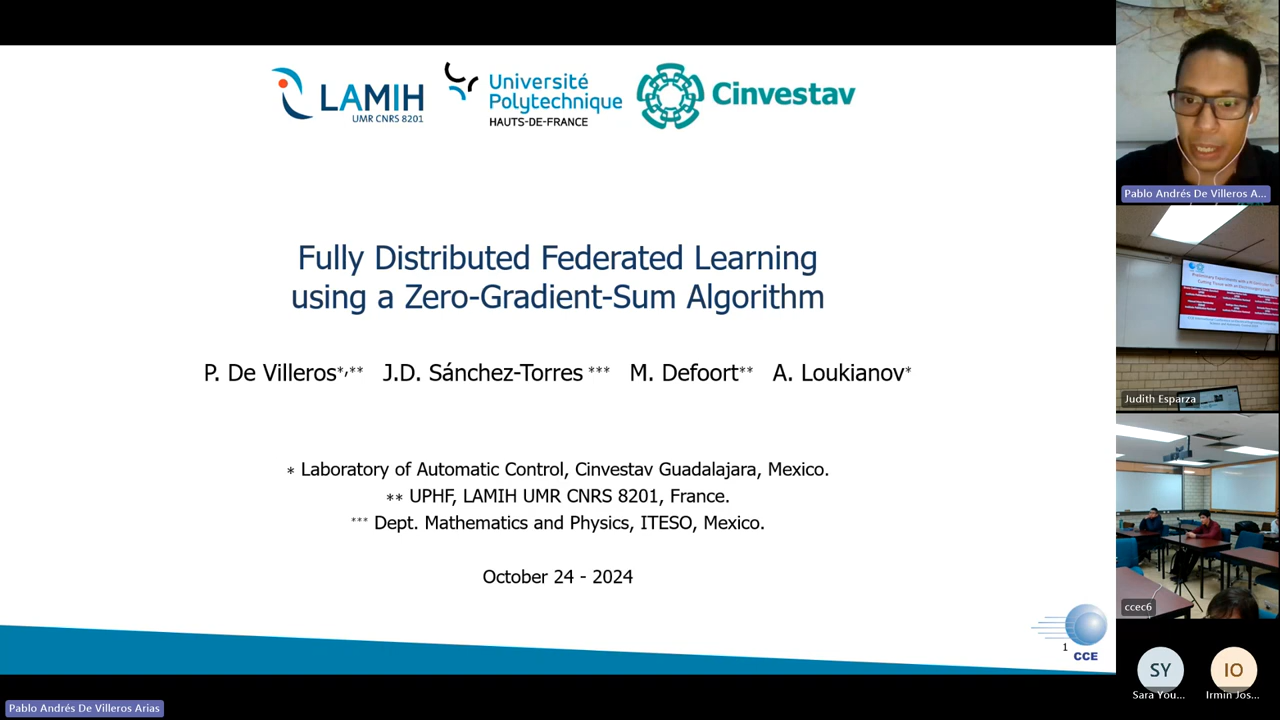 LAMIH
UMR CNRS 8201
Université
Polytechnique
HAUTS-DE-FRANCE
Cinvestav
Fully Distributed Federated Learning
using a Zero-Gradient-Sum Algorithm
P. De Villeros*,** J.D. Sánchez-Torres *** M. Defoort** A. Loukianov*
* Laboratory of Automatic Control, Cinvestav Guadalajara, Mexico.
** UPHF, LAMIH UMR CNRS 8201, France.
*** Dept. Mathematics and Physics, ITESO, Mexico.
October 24 - 2024
1
CCE
Pablo Andrés De Villeros Arias
Pablo Andrés De Villeros A...
Judith Esparza
ccec6
SY
Sara You...
IO
Irmin Jos...